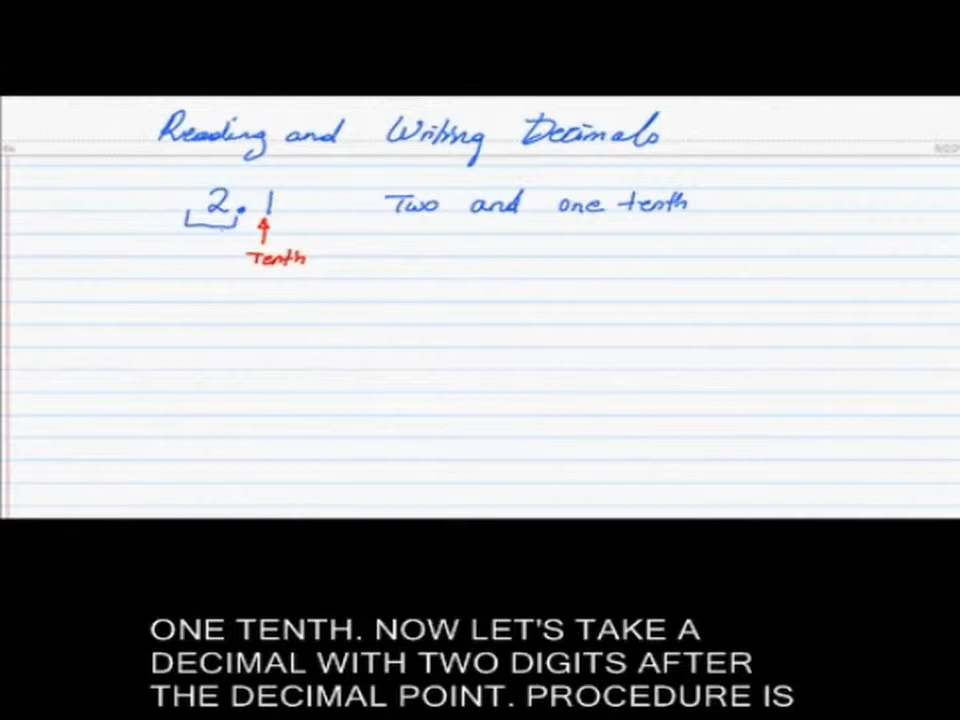 Reading and Writing Decimals
2.1 Two and one tenth
Tenth
ONE TENTH. NOW LET'S TAKE A
DECIMAL WITH TWO DIGITS AFTER
THE DECIMAL POINT. PROCEDURE IS